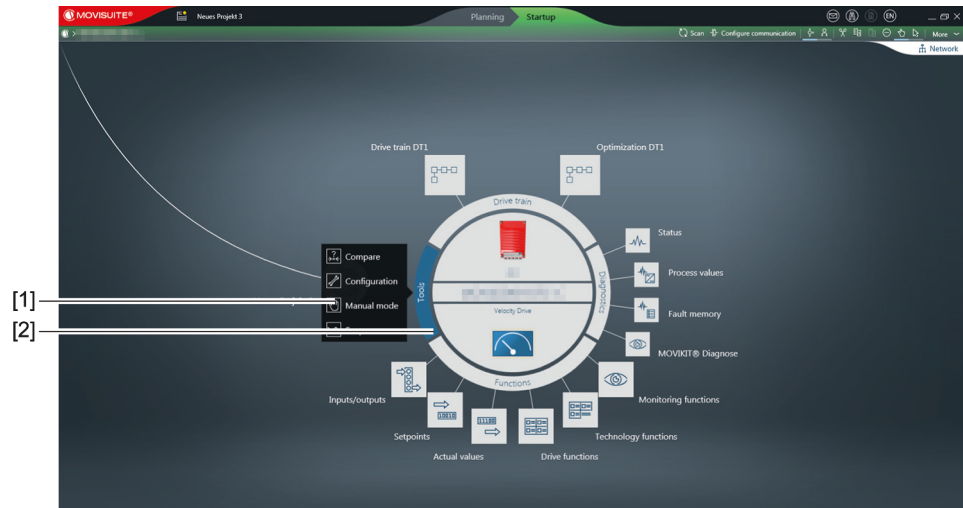 MOVISUITE®
Neues Projekt 3
Planning
Startup
EN
>
Scan
Configure communication
More
Network
Drive train DT1
Optimization DT1
Drive train
Status
Compare
Configuration
Process values
Tools
Diagnostics
[1]
Manual mode
Velocity Drive
Fault memory
[2]
MOVIKIT® Diagnose
Functions
Inputs/outputs
Monitoring functions
10010
Setpoints
11100
Technology functions
Actual values
Drive functions